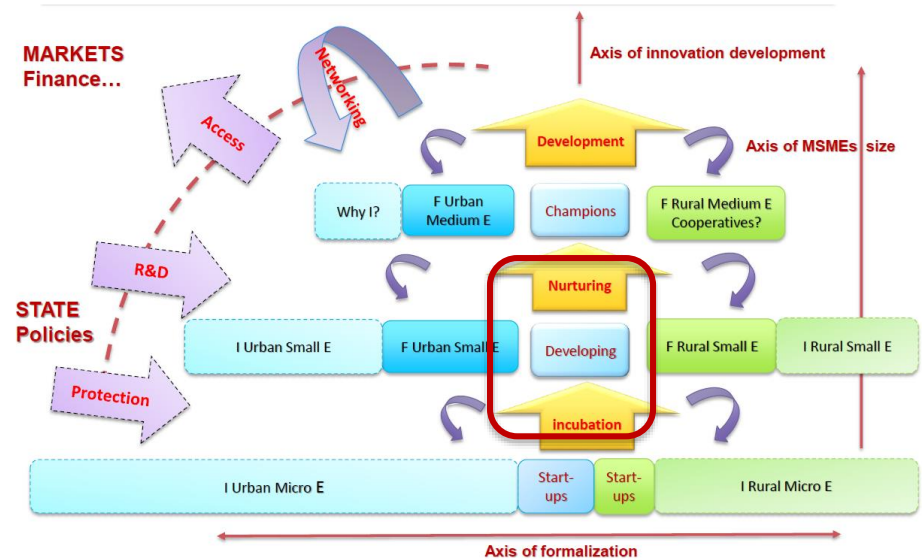 MARKETS
Finance...
Networking
Axis of innovation development
Access
Development
Axis of MSMEs size
Why I?
F Urban
Medium E
Champions
F Rural Medium E
Cooperatives?
R&D
Nurturing
STATE
Policies
I Urban Small E
F Urban Small E
Developing
F Rural Small E
I Rural Small E
Protection
incubation
I Urban Micro E
Start-
ups
Start-
ups
I Rural Micro E
Axis of formalization